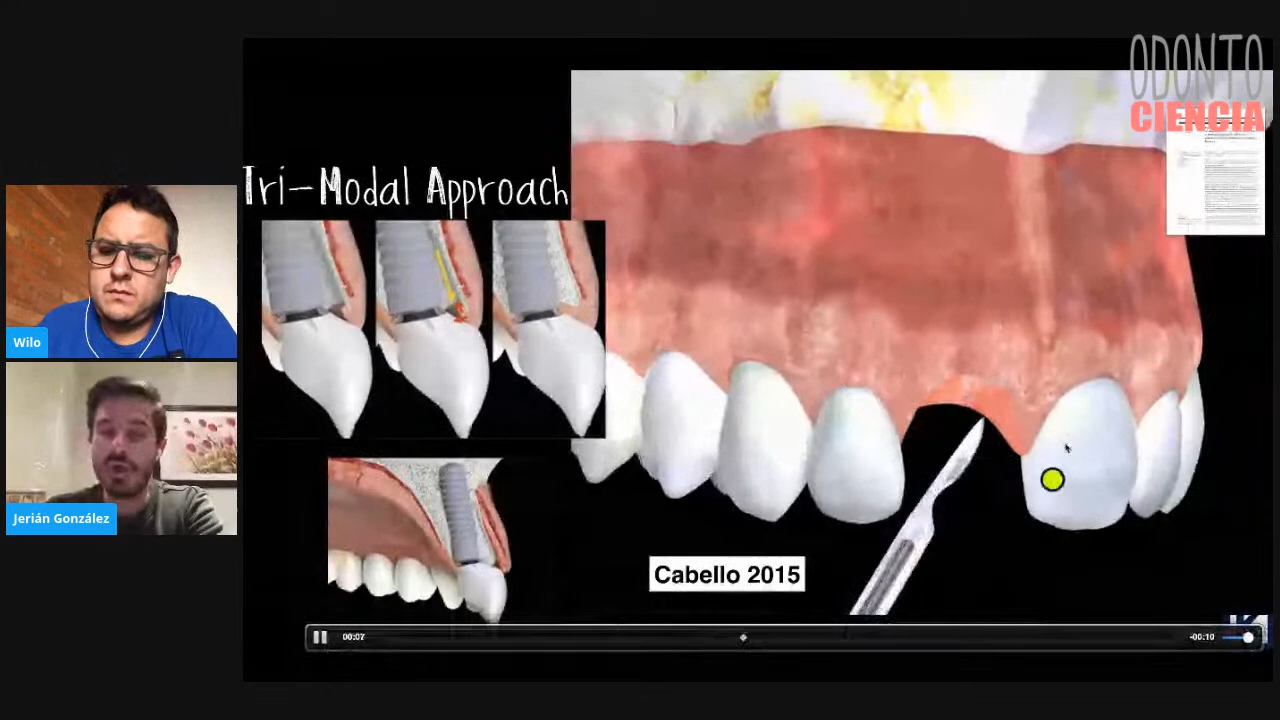 ODONTO
CIENCIA
Tri-Modal Approach
Wilo
Jerián González
Cabello 2015
00:07
-00:10